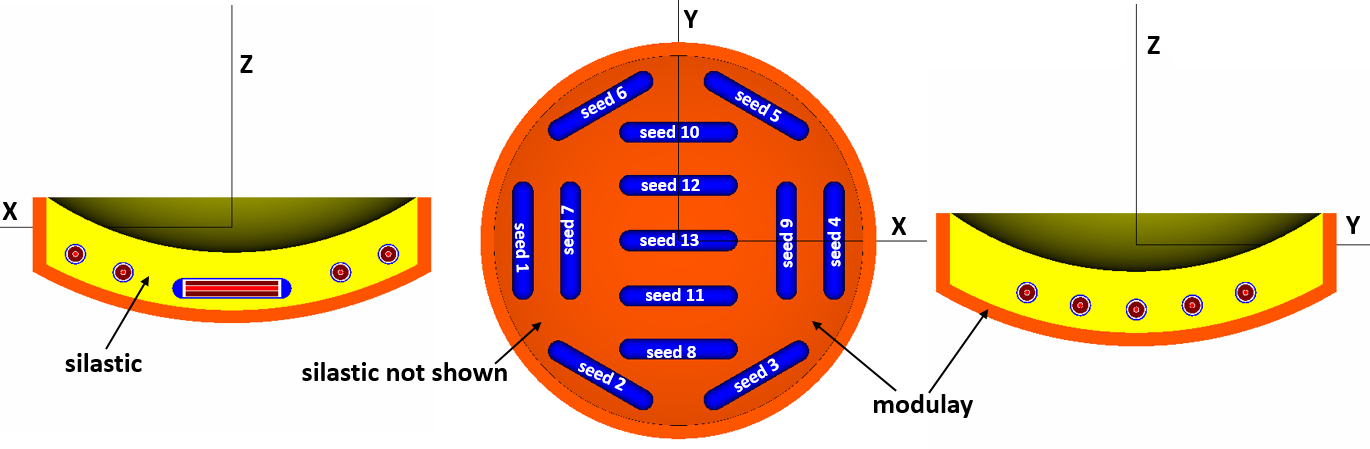 Z
X
silastic
Y
seed 6
seed 5
seed 10
seed 12
seed 1
seed 7
seed 13
seed 9
seed 4
X
seed 11
seed 8
seed 2
seed 3
silastic not shown
modulay
Z
Y